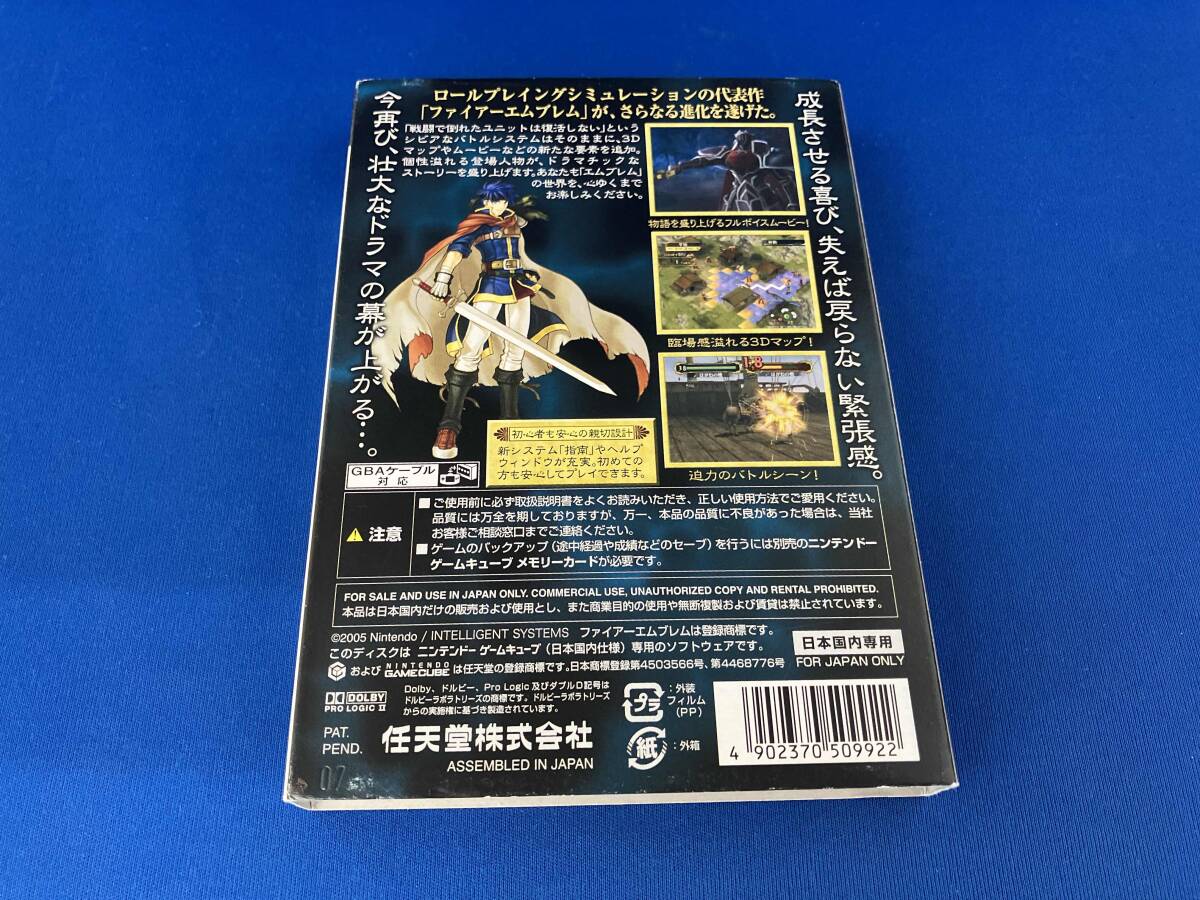 ロールプレイングシミュレーションの代表作
「ファイアーエムブレム」が、さらなる進化を遂げた。
「戦闘で倒れたユニットは復活しない」という
シビアなバトルシステムはそのままに、3D
マップやムービーなどの新たな要素を追加。
個性溢れる登場人物が、ドラマチックな
ストーリーを盛り上げます。あなたも「エムブレム」
の世界を、心ゆくまで
お楽しみください。
成長させる喜び、失えば戻らない緊張感。
今再び、壮大なドラマの幕が上がる…。
物語を盛り上げるフルボイスムービー!
臨場感溢れる3Dマップ!
18
迫力のバトルシーン!
初心者も安心の親切設計
新システム「指南」やヘルプ
ウィンドウが充実。初めての
方も安心してプレイできます。
GBAケーブル
対応
注意
■ご使用前に必ず取扱説明書をよくお読みいただき、正しい使用方法でご愛用ください。
品質には万全を期しておりますが、万一、本品の品質に不良があった場合は、当社
お客様ご相談窓口までご連絡ください。
■ゲームのバックアップ(途中経過や成績などのセーブ)を行うには別売のニンテンドー
ゲームキューブ メモリーカードが必要です。
FOR SALE AND USE IN JAPAN ONLY. COMMERCIAL USE, UNAUTHORIZED COPY AND RENTAL PROHIBITED.
本品は日本国内だけの販売および使用とし、また商業目的の使用や無断複製および賃貸は禁止されています。
©2005 Nintendo / INTELLIGENT SYSTEMS ファイアーエムブレムは登録商標です。
このディスクは ニンテンドー ゲームキューブ(日本国内仕様)専用のソフトウェアです。
および NINTENDO GAMECUBE は任天堂の登録商標です。日本商標登録第4503566号、第4468776号
日本国内専用
FOR JAPAN ONLY
DOLBY
PRO LOGIC II
Dolby、ドルビー、Pro Logic 及びダブルD記号は
ドルビーラボラトリーズの商標です。ドルビーラボラトリーズ
からの実施権に基づき製造されています。
プラ
:外装
フィルム
(PP)
紙
:外箱
PAT.
PEND.
任天堂株式会社
ASSEMBLED IN JAPAN
4 902370 509922